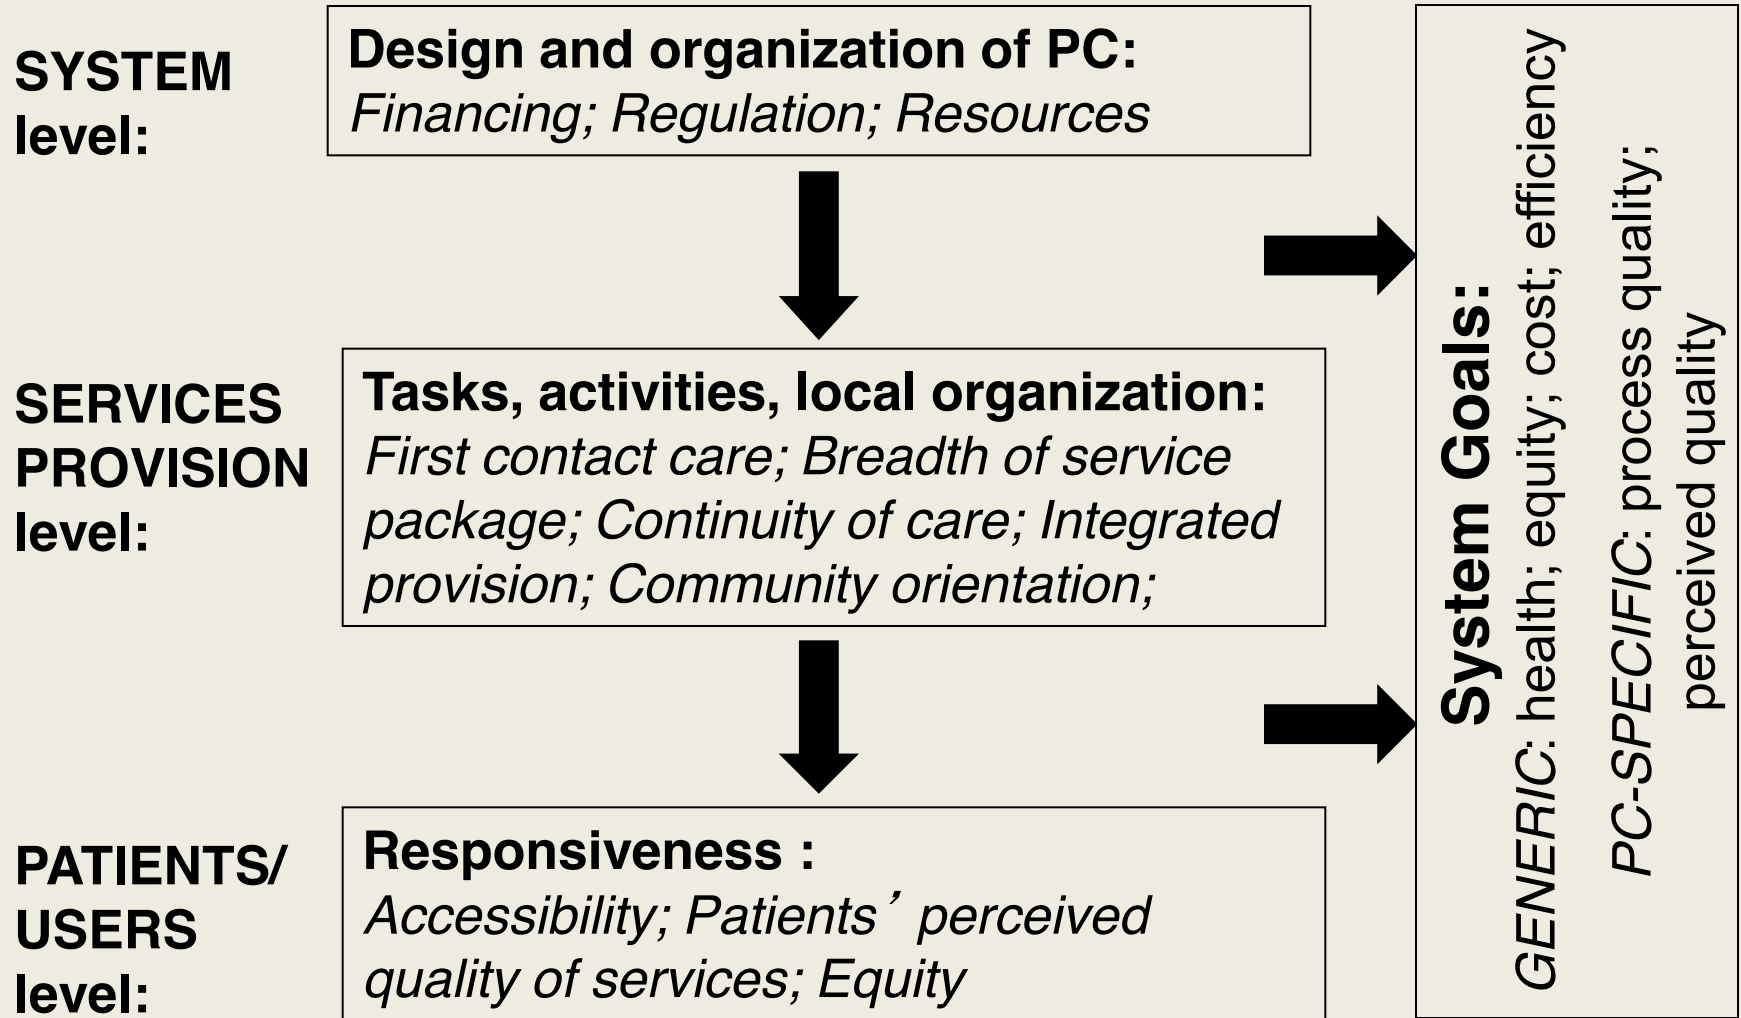 SYSTEM
level:
Design and organization of PC:
Financing; Regulation; Resources
SERVICES
PROVISION
level:
Tasks, activities, local organization:
First contact care; Breadth of service
package; Continuity of care; Integrated
provision; Community orientation;
PATIENTS/
USERS
level:
Responsiveness :
Accessibility; Patients’ perceived
quality of services; Equity
System Goals:
GENERIC: health; equity; cost; efficiency
PC-SPECIFIC: process quality;
perceived quality